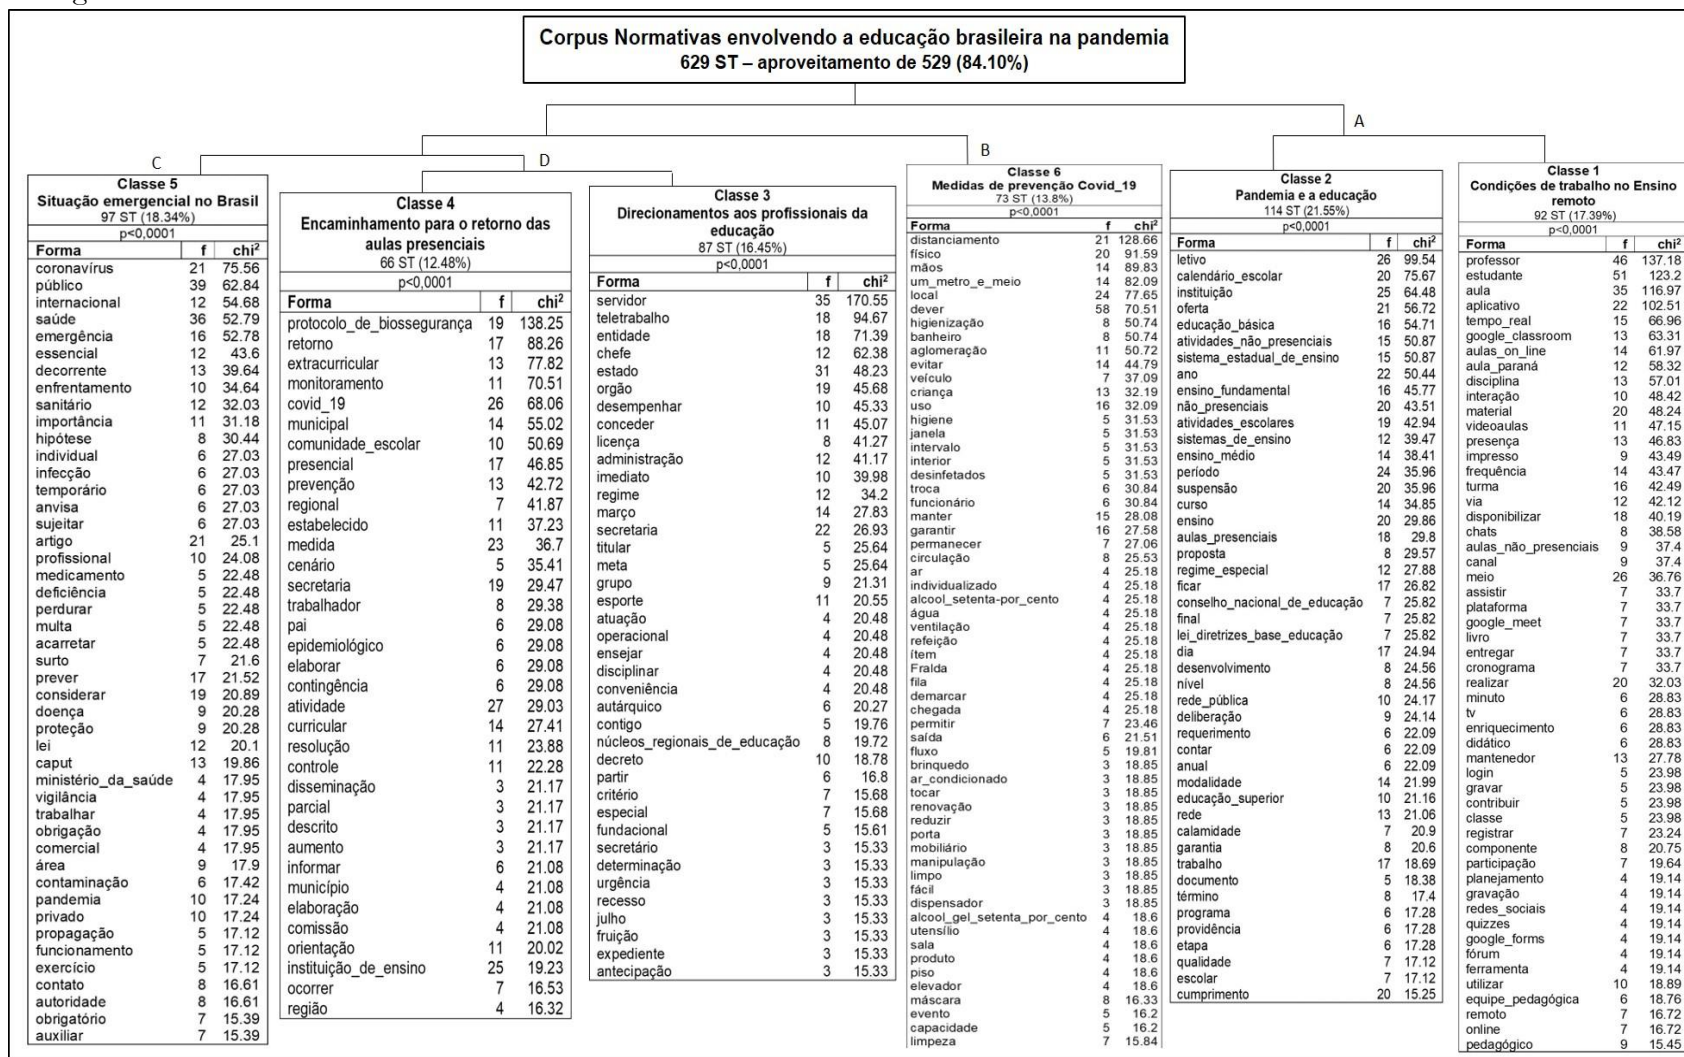 Corpus Normativas envolvendo a educação brasileira na pandemia
629 ST – aproveitamento de 529 (84.10%)
A
C
D
B
Classe 5
Situação emergencial no Brasil
97 ST (18.34%)
p<0,0001
Forma f chi²
coronavírus 21 75.56
público 39 62.84
internacional 12 54.68
saúde 36 52.79
emergência 16 52.78
essencial 12 43.6
decorrente 13 39.64
enfrentamento 10 34.64
sanitário 12 32.03
importância 11 31.18
hipótese 8 30.44
individual 6 27.03
infecção 6 27.03
temporário 6 27.03
anvisa 6 27.03
sujeitar 6 27.03
artigo 21 25.1
profissional 10 24.08
medicamento 5 22.48
deficiência 5 22.48
perdurar 5 22.48
multa 5 22.48
acarretar 5 22.48
surto 7 21.6
prever 17 21.52
considerar 19 20.89
doença 9 20.28
proteção 9 20.28
lei 12 20.1
caput 13 19.86
ministério_da_saúde 4 17.95
vigilância 4 17.95
trabalhar 4 17.95
obrigação 4 17.95
comercial 4 17.95
área 9 17.9
contaminação 6 17.42
pandemia 10 17.24
privado 10 17.24
propagação 5 17.12
funcionamento 5 17.12
exercício 5 17.12
contato 8 16.61
autoridade 8 16.61
obrigatório 7 15.39
auxiliar 7 15.39
Classe 4
Encaminhamento para o retorno das
aulas presenciais
66 ST (12.48%)
p<0,0001
Forma f chi²
protocolo_de_biossegurança 19 138.25
retorno 17 88.26
extracurricular 13 77.82
monitoramento 11 70.51
covid_19 26 68.06
municipal 14 55.02
comunidade_escolar 10 50.69
presencial 17 46.85
prevenção 13 42.72
regional 7 41.87
estabelecido 11 37.23
medida 23 36.7
cenário 5 35.41
secretaria 19 29.47
trabalhador 8 29.38
pai 6 29.08
epidemiológico 6 29.08
elaborar 6 29.08
contingência 6 29.08
atividade 27 29.03
curricular 14 27.41
resolução 11 23.88
controle 11 22.28
disseminação 3 21.17
parcial 3 21.17
descrito 3 21.17
aumento 3 21.17
informar 6 21.08
município 4 21.08
elaboração 4 21.08
comissão 4 21.08
orientação 11 20.02
instituição_de_ensino 25 19.23
ocorrer 7 16.53
região 4 16.32
Classe 3
Direcionamentos aos profissionais da
educação
87 ST (16.45%)
p<0,0001
Forma f chi²
servidor 35 170.55
teletrabalho 18 94.67
entidade 18 71.39
chefe 12 62.38
estado 31 48.23
orgão 19 45.68
desempenhar 10 45.33
conceder 11 45.07
licença 8 41.27
administração 12 41.17
imediato 10 39.98
regime 12 34.2
março 14 27.83
secretaria 22 26.93
titular 5 25.64
meta 5 25.64
grupo 9 21.31
esporte 11 20.55
atuação 4 20.48
operacional 4 20.48
ensejar 4 20.48
disciplinar 4 20.48
conveniência 4 20.48
autárquico 6 20.27
contigo 5 19.76
núcleos_regionais_de_educação 8 19.72
decreto 10 18.78
partir 6 16.8
critério 7 15.68
especial 7 15.68
fundacional 5 15.61
secretário 3 15.33
determinação 3 15.33
urgência 3 15.33
recesso 3 15.33
julho 3 15.33
fruição 3 15.33
expediente 3 15.33
antecipação 3 15.33
Classe 6
Medidas de prevenção Covid_19
73 ST (13.8%)
p<0,0001
Forma f chi²
distanciamento 21 128.66
físico 20 91.59
mãos 14 89.83
um_metro_e_meio 14 82.09
local 24 77.65
dever 58 70.51
higienização 8 50.74
banheiro 8 50.74
aglomeração 11 50.72
evitar 14 44.79
veículo 7 37.09
criança 13 32.19
uso 16 32.09
higiene 5 31.53
janela 5 31.53
intervalo 5 31.53
interior 5 31.53
desinfetados 5 31.53
troca 6 30.84
funcionário 6 30.84
manter 15 28.08
garantir 16 27.58
permanecer 7 27.06
circulação 8 25.53
ar 4 25.18
individualizado 4 25.18
alcool_setenta-por_cento 4 25.18
água 4 25.18
ventilação 4 25.18
refeição 4 25.18
ítem 4 25.18
Fralda 4 25.18
fila 4 25.18
demarcar 4 25.18
chegada 4 25.18
permitir 7 23.46
saída 6 21.51
fluxo 5 19.81
brinquedo 3 18.85
ar_condicionado 3 18.85
tocar 3 18.85
renovação 3 18.85
reduzir 3 18.85
porta 3 18.85
mobiliário 3 18.85
manipulação 3 18.85
limpo 3 18.85
fácil 3 18.85
dispensador 3 18.85
alcool_gel_setenta_por_cento 4 18.6
utensílio 4 18.6
sala 4 18.6
produto 4 18.6
piso 4 18.6
elevador 4 18.6
máscara 8 16.33
evento 5 16.2
capacidade 5 16.2
limpeza 7 15.84
Classe 2
Pandemia e a educação
114 ST (21.55%)
p<0,0001
Forma f chi²
letivo 26 99.54
calendário_escolar 20 75.67
instituição 25 64.48
oferta 21 56.72
educação_básica 16 54.71
atividades_não_presenciais 15 50.87
sistema_estadual_de_ensino 15 50.87
ano 22 50.44
ensino_fundamental 16 45.77
não_presenciais 20 43.51
atividades_escolares 19 42.94
sistemas_de_ensino 12 39.47
ensino_médio 14 38.41
período 24 35.96
suspensão 20 35.96
curso 14 34.85
ensino 20 29.86
aulas_presenciais 18 29.8
proposta 8 29.57
regime_especial 12 27.88
ficar 17 26.82
conselho_nacional_de_educação 7 25.82
final 7 25.82
lei_diretrizes_base_educação 7 25.82
dia 17 24.94
desenvolvimento 8 24.56
nível 8 24.56
rede_pública 10 24.17
deliberação 9 24.14
requerimento 6 22.09
contar 6 22.09
anual 6 22.09
modalidade 14 21.99
educação_superior 10 21.16
rede 13 21.06
calamidade 7 20.9
garantia 8 20.6
trabalho 17 18.69
documento 5 18.38
término 8 17.4
programa 6 17.28
providência 6 17.28
etapa 6 17.28
qualidade 7 17.12
escolar 7 17.12
cumprimento 20 15.25
Classe 1
Condições de trabalho no Ensino
remoto
92 ST (17.39%)
p<0,0001
Forma f chi²
professor 46 137.18
estudante 51 123.2
aula 35 116.97
aplicativo 22 102.51
tempo_real 15 66.96
google_classroom 13 63.31
aulas_on_line 14 61.97
aula_paraná 12 58.32
disciplina 13 57.01
interação 10 48.42
material 20 48.24
videoaulas 11 47.15
presença 13 46.83
impresso 9 43.49
frequência 14 43.47
turma 16 42.49
via 12 42.12
disponibilizar 18 40.19
chats 8 38.58
aulas_não_presenciais 9 37.4
canal 9 37.4
meio 26 36.76
assistir 7 33.7
plataforma 7 33.7
google_meet 7 33.7
livro 7 33.7
entregar 7 33.7
cronograma 7 33.7
realizar 20 32.03
minuto 6 28.83
tv 6 28.83
enriquecimento 6 28.83
didático 6 28.83
mantenedor 13 27.78
login 5 23.98
gravar 5 23.98
contribuir 5 23.98
classe 5 23.98
registrar 7 23.24
componente 8 20.75
participação 7 19.64
planejamento 4 19.14
gravação 4 19.14
redes_sociais 4 19.14
quizzes 4 19.14
google_forms 4 19.14
fórum 4 19.14
ferramenta 4 19.14
utilizar 10 18.89
equipe_pedagógica 6 18.76
remoto 7 16.72
online 7 16.72
pedagógico 9 15.45